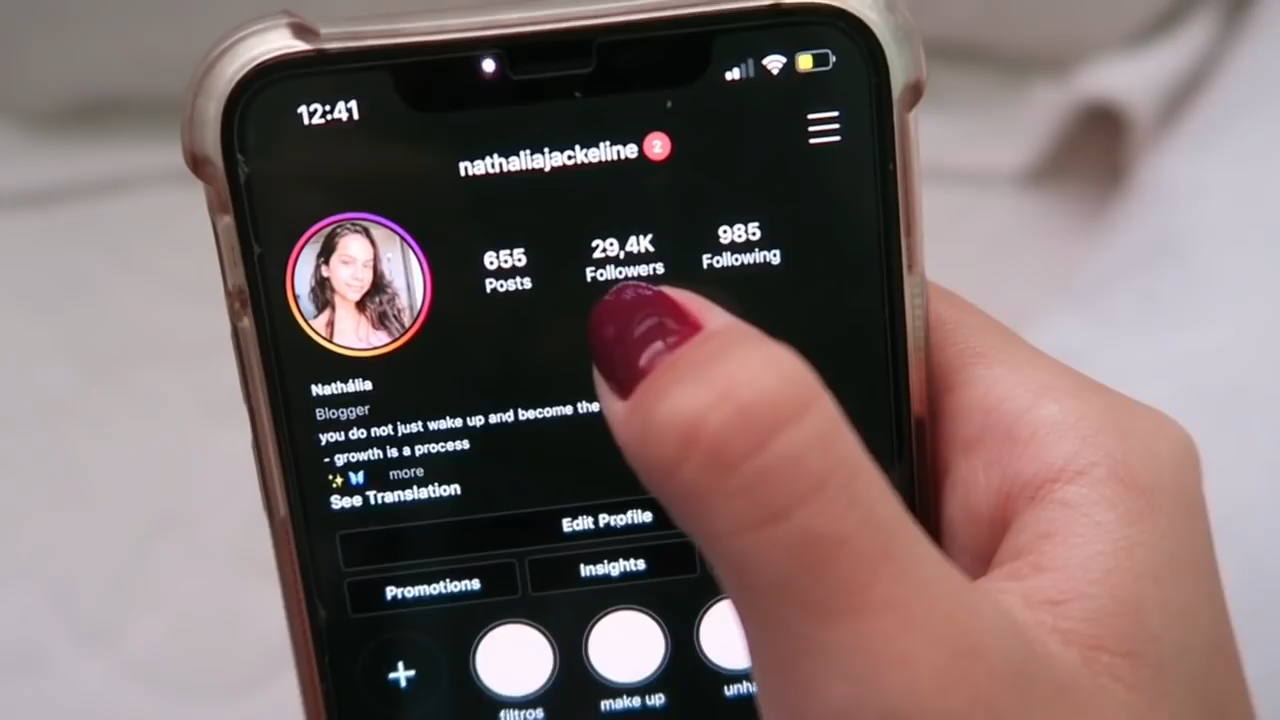 12:41
nathaliajackeline 2
655 29,4K 985
Posts Followers Following
Nathália
Blogger
you do not just wake up and become the
- growth is a process
more
See Translation
Edit Profile
Promotions Insights
filtros make up